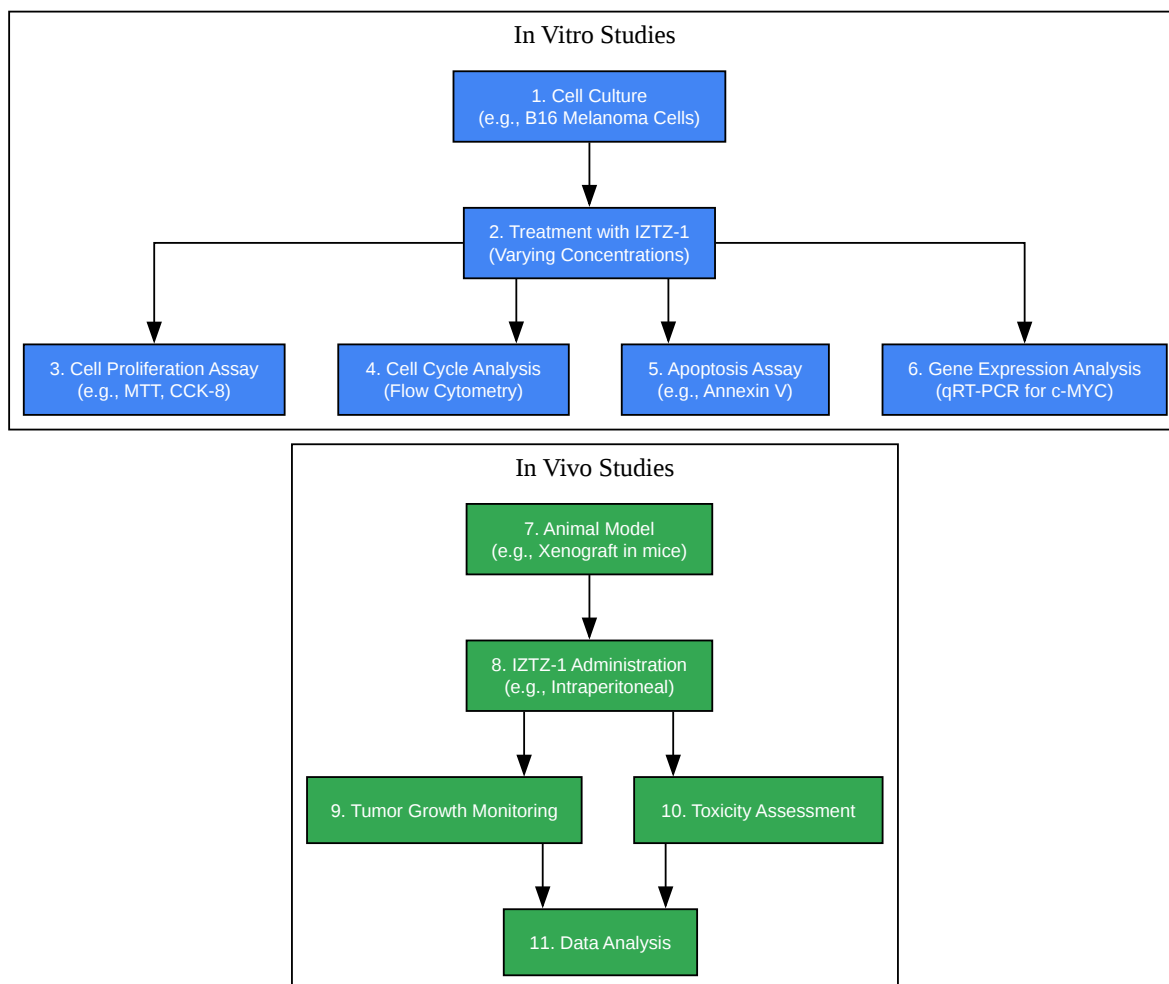 In Vitro Studies
1. Cell Culture
(e.g., B16 Melanoma Cells)
2. Treatment with IZTZ-1
(Varying Concentrations)
3. Cell Proliferation Assay
(e.g., MTT, CCK-8)
4. Cell Cycle Analysis
(Flow Cytometry)
5. Apoptosis Assay
(e.g., Annexin V)
6. Gene Expression Analysis
(qRT-PCR for c-MYC)
In Vivo Studies
7. Animal Model
(e.g., Xenograft in mice)
8. IZTZ-1 Administration
(e.g., Intraperitoneal)
9. Tumor Growth Monitoring
10. Toxicity Assessment
11. Data Analysis